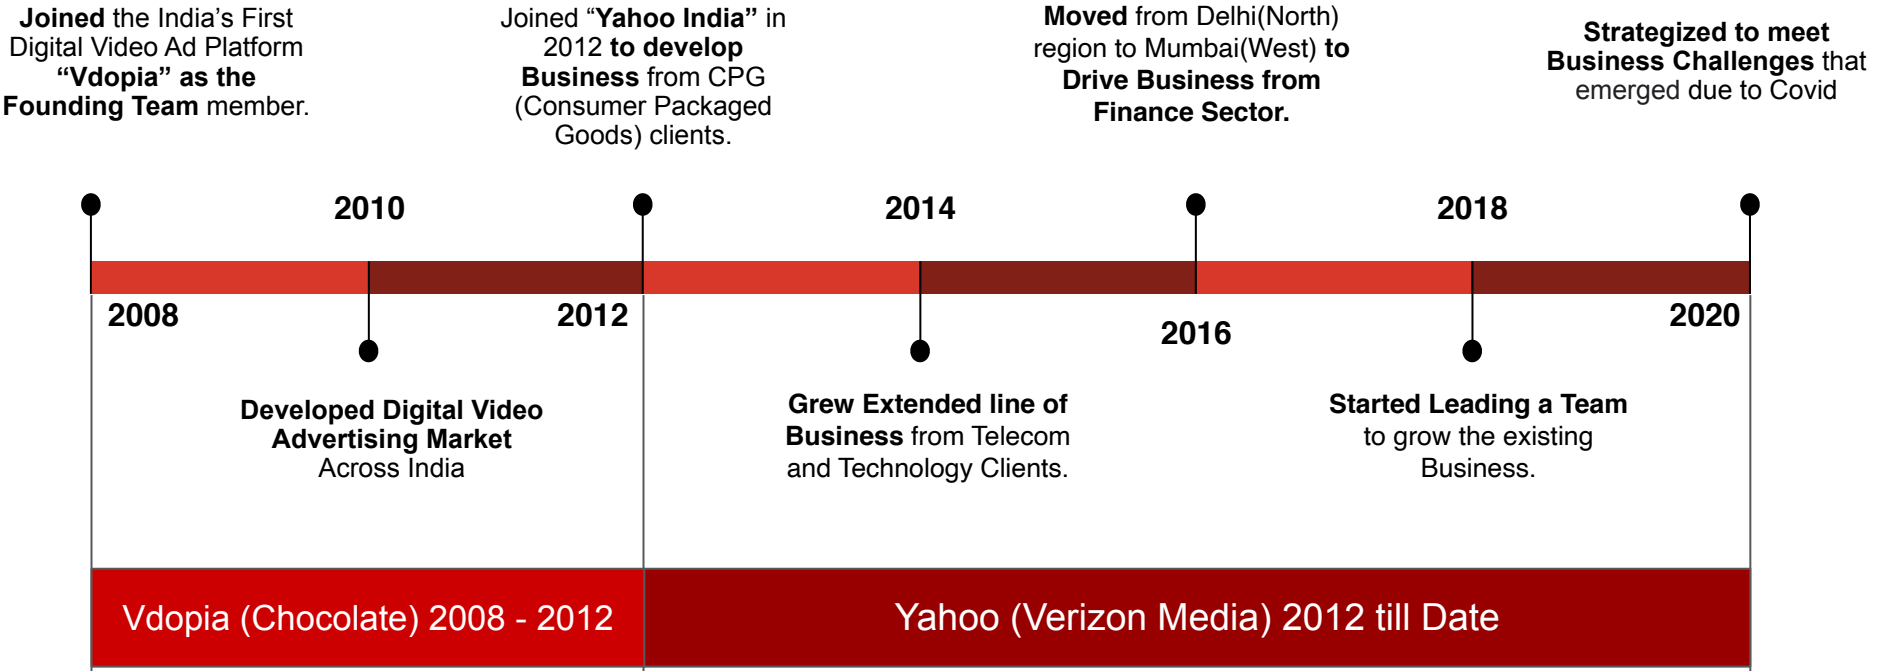 Joined the India’s First
Digital Video Ad Platform
“Vdopia” as the
Founding Team member.
Joined “Yahoo India” in
2012 to develop
Business from CPG
(Consumer Packaged
Goods) clients.
Moved from Delhi(North)
region to Mumbai(West) to
Drive Business from
Finance Sector.
Strategized to meet
Business Challenges that
emerged due to Covid
2010
2014
2018
2008
2012
2016
2020
Developed Digital Video
Advertising Market
Across India
Grew Extended line of
Business from Telecom
and Technology Clients.
Started Leading a Team
to grow the existing
Business.
Vdopia (Chocolate) 2008 - 2012
Yahoo (Verizon Media) 2012 till Date